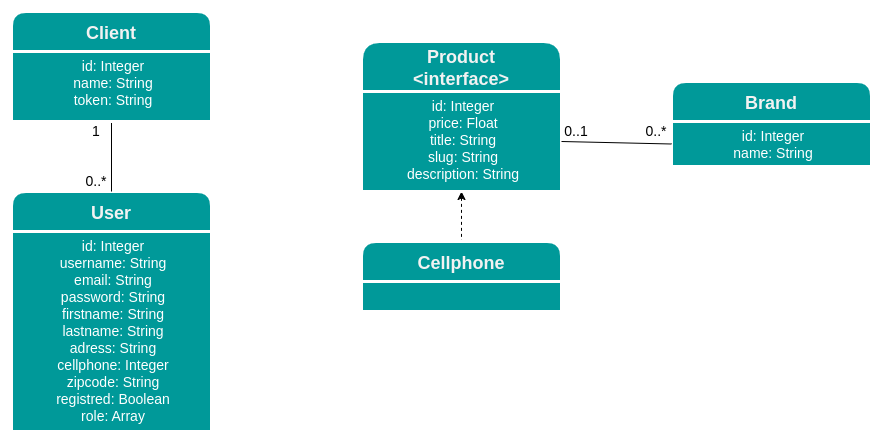 Client
id: Integer
name: String
token: String
1
0..*
User
id: Integer
username: String
email: String
password: String
firstname: String
lastname: String
adress: String
cellphone: Integer
zipcode: String
registred: Boolean
role: Array
Product
<interface>
id: Integer
price: Float
title: String
slug: String
description: String
0..1
0..*
Brand
id: Integer
name: String
Cellphone